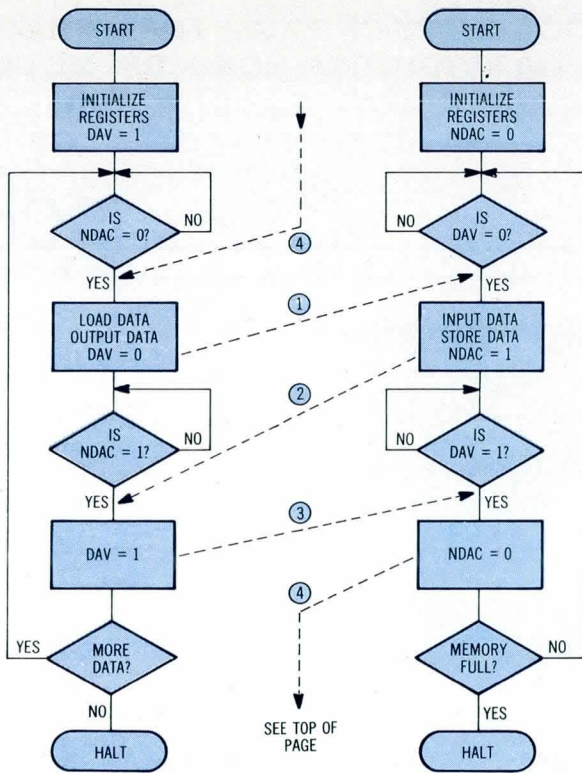 START
INITIALIZE
REGISTERS
DAV = 1
IS
NDAC = 0?
NO
YES
LOAD DATA
OUTPUT DATA
DAV = 0
IS
NDAC = 1?
NO
YES
DAV = 1
MORE
DATA?
YES
NO
HALT
4
1
2
3
4
SEE TOP OF
PAGE
START
INITIALIZE
REGISTERS
NDAC = 0
IS
DAV = 0?
NO
YES
INPUT DATA
STORE DATA
NDAC = 1
IS
DAV = 1?
NO
YES
NDAC = 0
MEMORY
FULL?
NO
YES
HALT